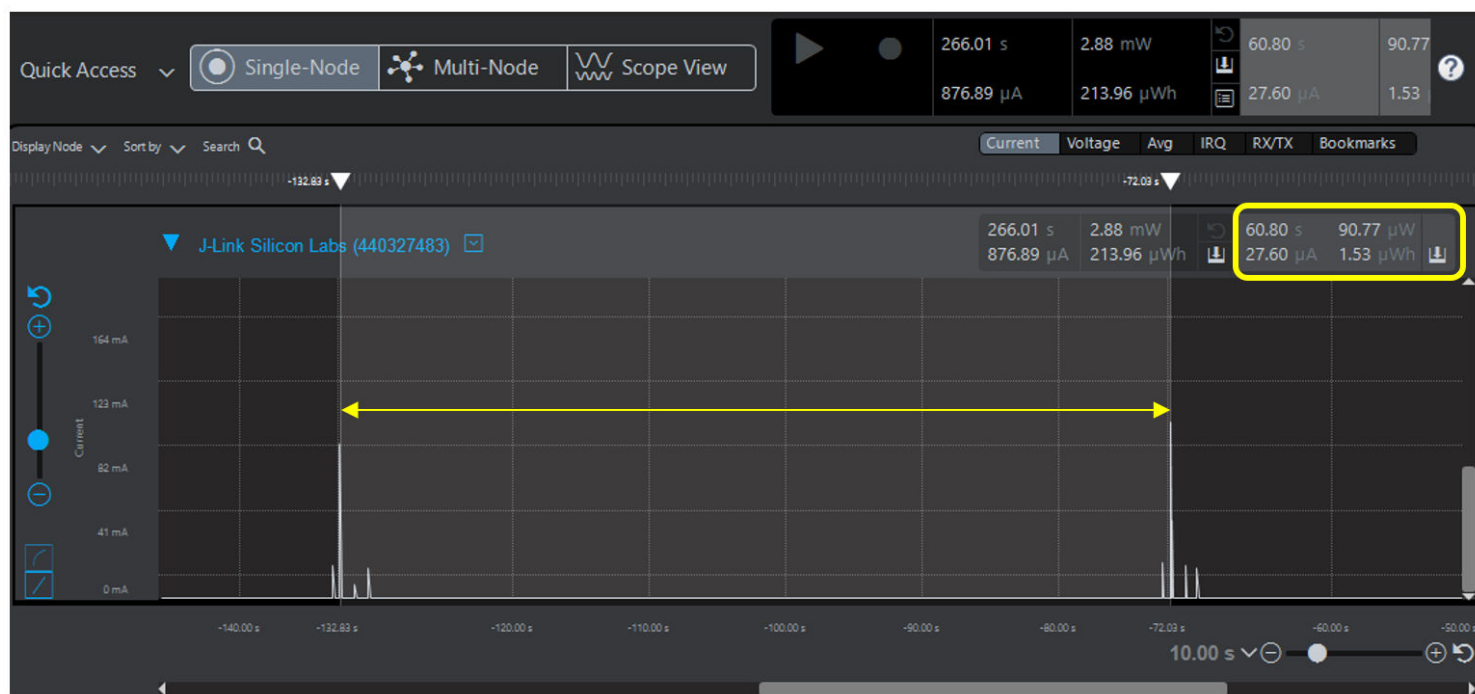 Quick Access Single-Node Multi-Node Scope View
266.01 s 2.88 mW 60.80 s 90.77
876.89 µA 213.96 µWh 27.60 µA 1.53
?
Display Node Sort by Search Current Voltage Avg IRQ RX/TX Bookmarks
-132.83 s -72.03 s
J-Link Silicon Labs (440327483)
266.01 s 2.88 mW 60.80 s 90.77 µW
876.89 µA 213.96 µWh 27.60 µA 1.53 µWh
164 mA
123 mA
Current
82 mA
41 mA
0 mA
-140.00 s -132.83 s -120.00 s -110.00 s -100.00 s -90.00 s -80.00 s -72.03 s -60.00 s -50.00 s
10.00 s